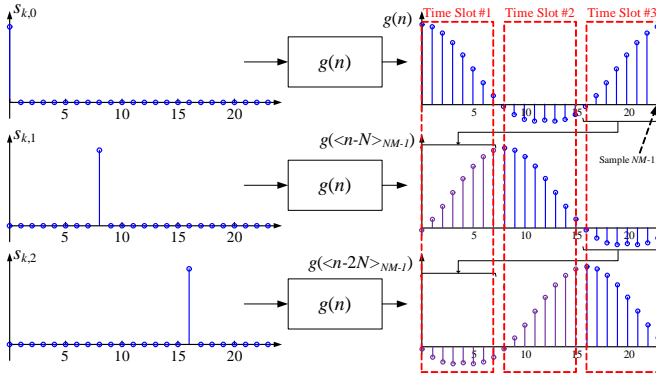 Time Slot #1 Time Slot #2 Time Slot #3
s_{k,0} g(n)
g(n)
5 10 15 20 5 10 15
Sample NM-1
s_{k,1} g(<n-N>_{NM-1})
g(n)
5 10 15 20 5 10 15 20
s_{k,2} g(<n-2N>_{NM-1})
g(n)
5 10 15 20 5 10 15 20